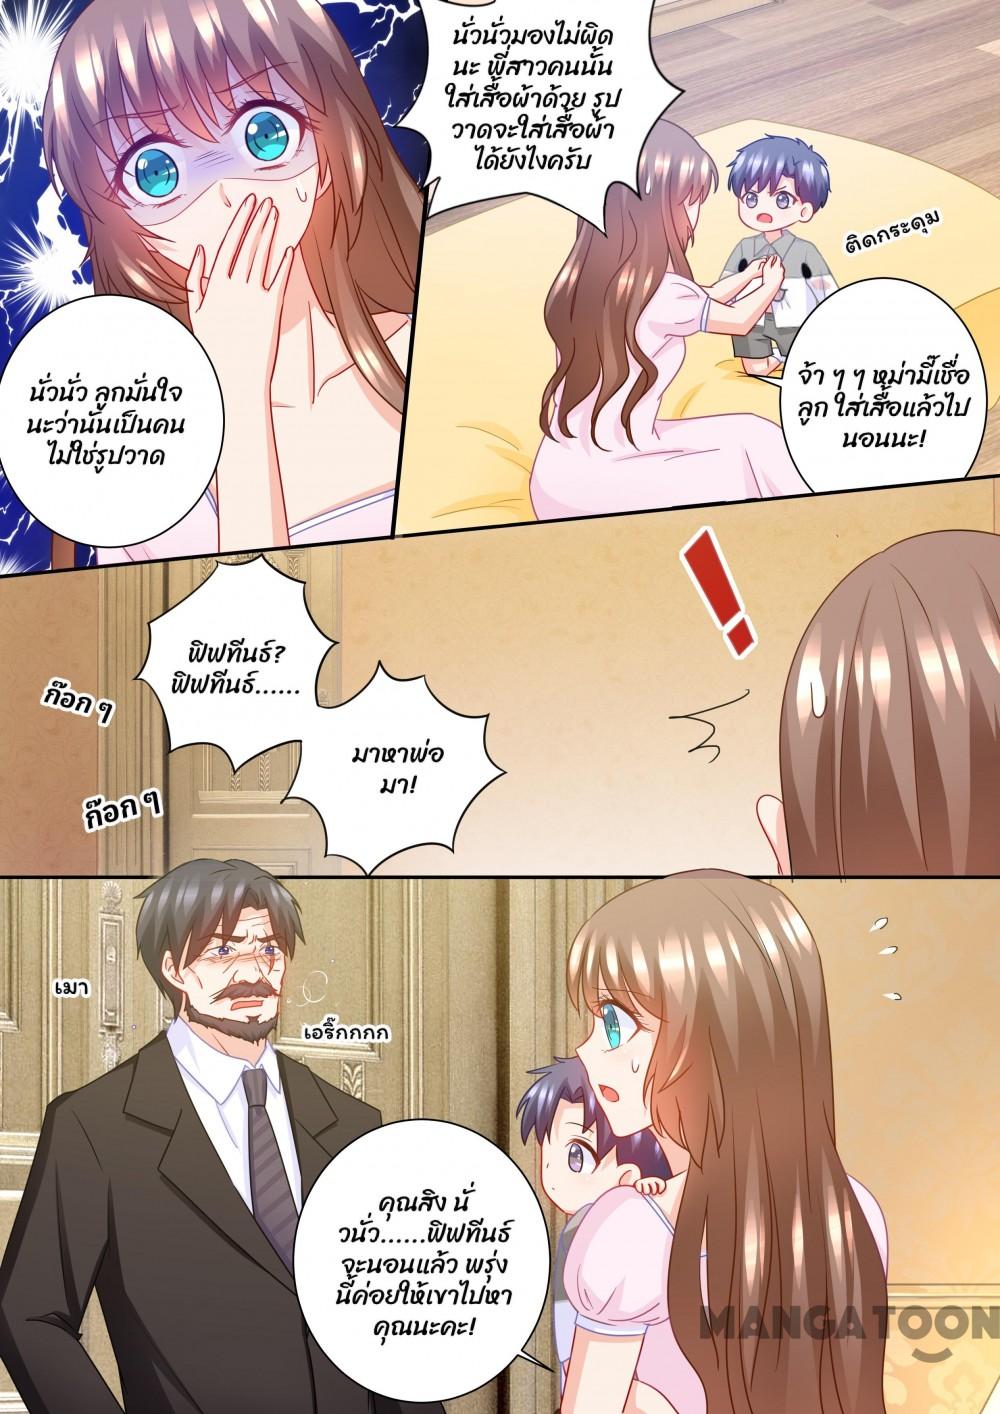 นั่วนั่ว ลูกมั่นใจ
นะว่านั่นเป็นคน
ไม่ใช่รูปวาด
นั่วนั่วมองไม่ผิด
นะ พี่สาวคนนั้น
ใส่เสื้อผ้าด้วย รูป
วาดจะใส่เสื้อผ้า
ได้ยังไงครับ
ติดกระดุม
จ้า ๆ ๆ หม่ามี๊เชื่อ
ลูก ใส่เสื้อแล้วไป
นอนนะ!
ก๊อก ๆ
ก๊อก ๆ
ฟิฟทีนธ์?
ฟิฟทีนธ์......
มาหาพ่อ
มา!
เมา
เอริ๊กกกก
คุณสิง นั่
วนั่ว......ฟิฟทีนธ์
จะนอนแล้ว พรุ่ง
นี้ค่อยให้เขาไปหา
คุณนะคะ!
MANGATOON